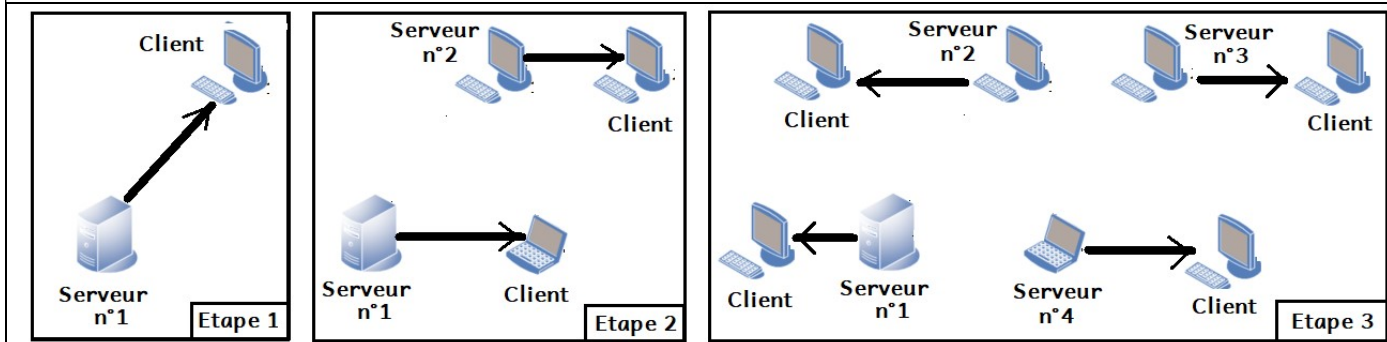 Client
Serveur
n°1
Etape 1
Serveur
n°2
Client
Serveur
n°1
Client
Etape 2
Serveur
n°2
Serveur
n°3
Client
Client
Client
Serveur
n°1
Serveur
n°4
Client
Etape 3